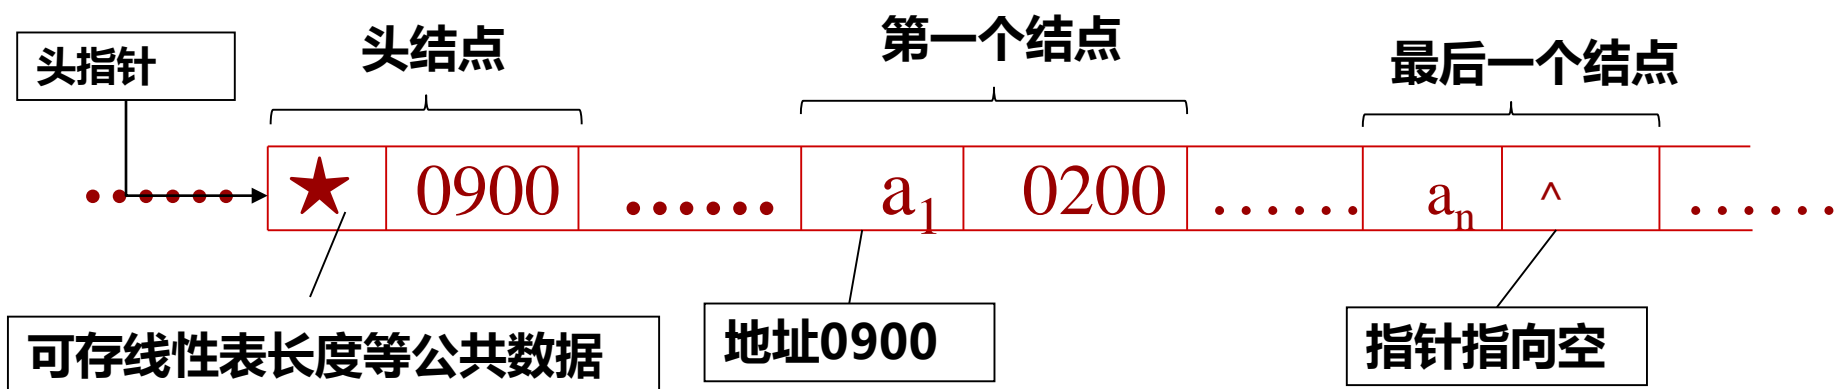 头指针
头结点
第一个结点
最后一个结点
...... ★ 0900 ...... a₁ 0200 ...... aₙ ^ ......
可存线性表长度等公共数据
地址0900
指针指向空